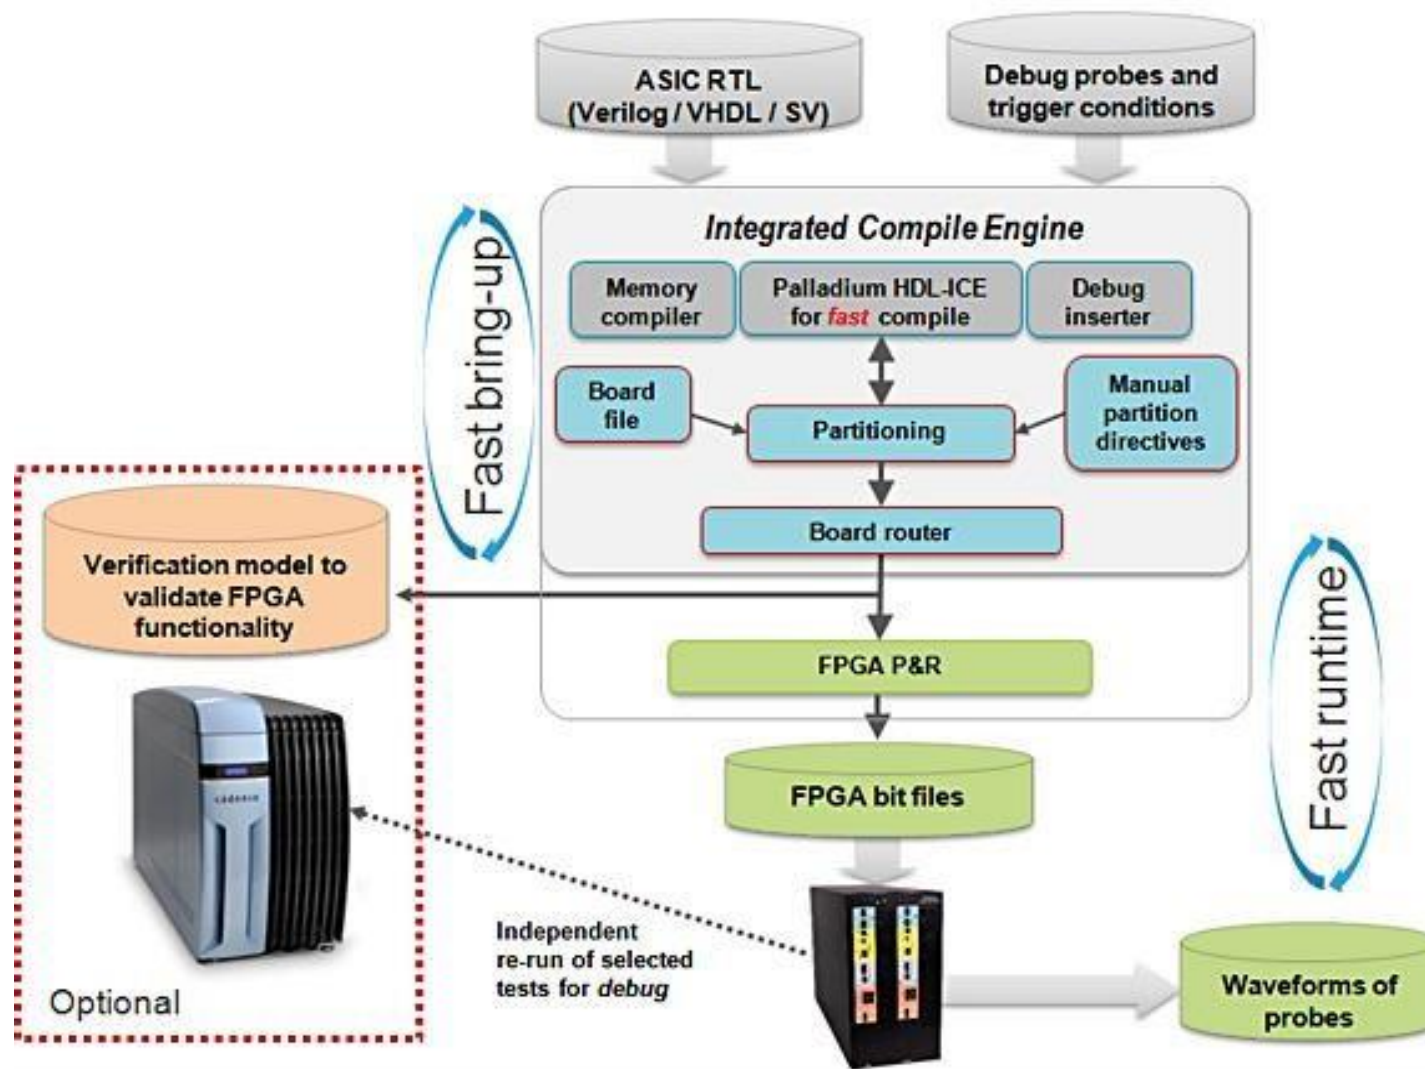 ASIC RTL
(Verilog / VHDL / SV)
Debug probes and
trigger conditions
Integrated Compile Engine
Memory
compiler
Palladium HDL-ICE
for fast compile
Debug
inserter
Board
file
Partitioning
Manual
partition
directives
Board router
Fast bring-up
Verification model to
validate FPGA
functionality
FPGA P&R
FPGA bit files
Fast runtime
cadence
Independent
re-run of selected
tests for debug
Optional
Waveforms of
probes